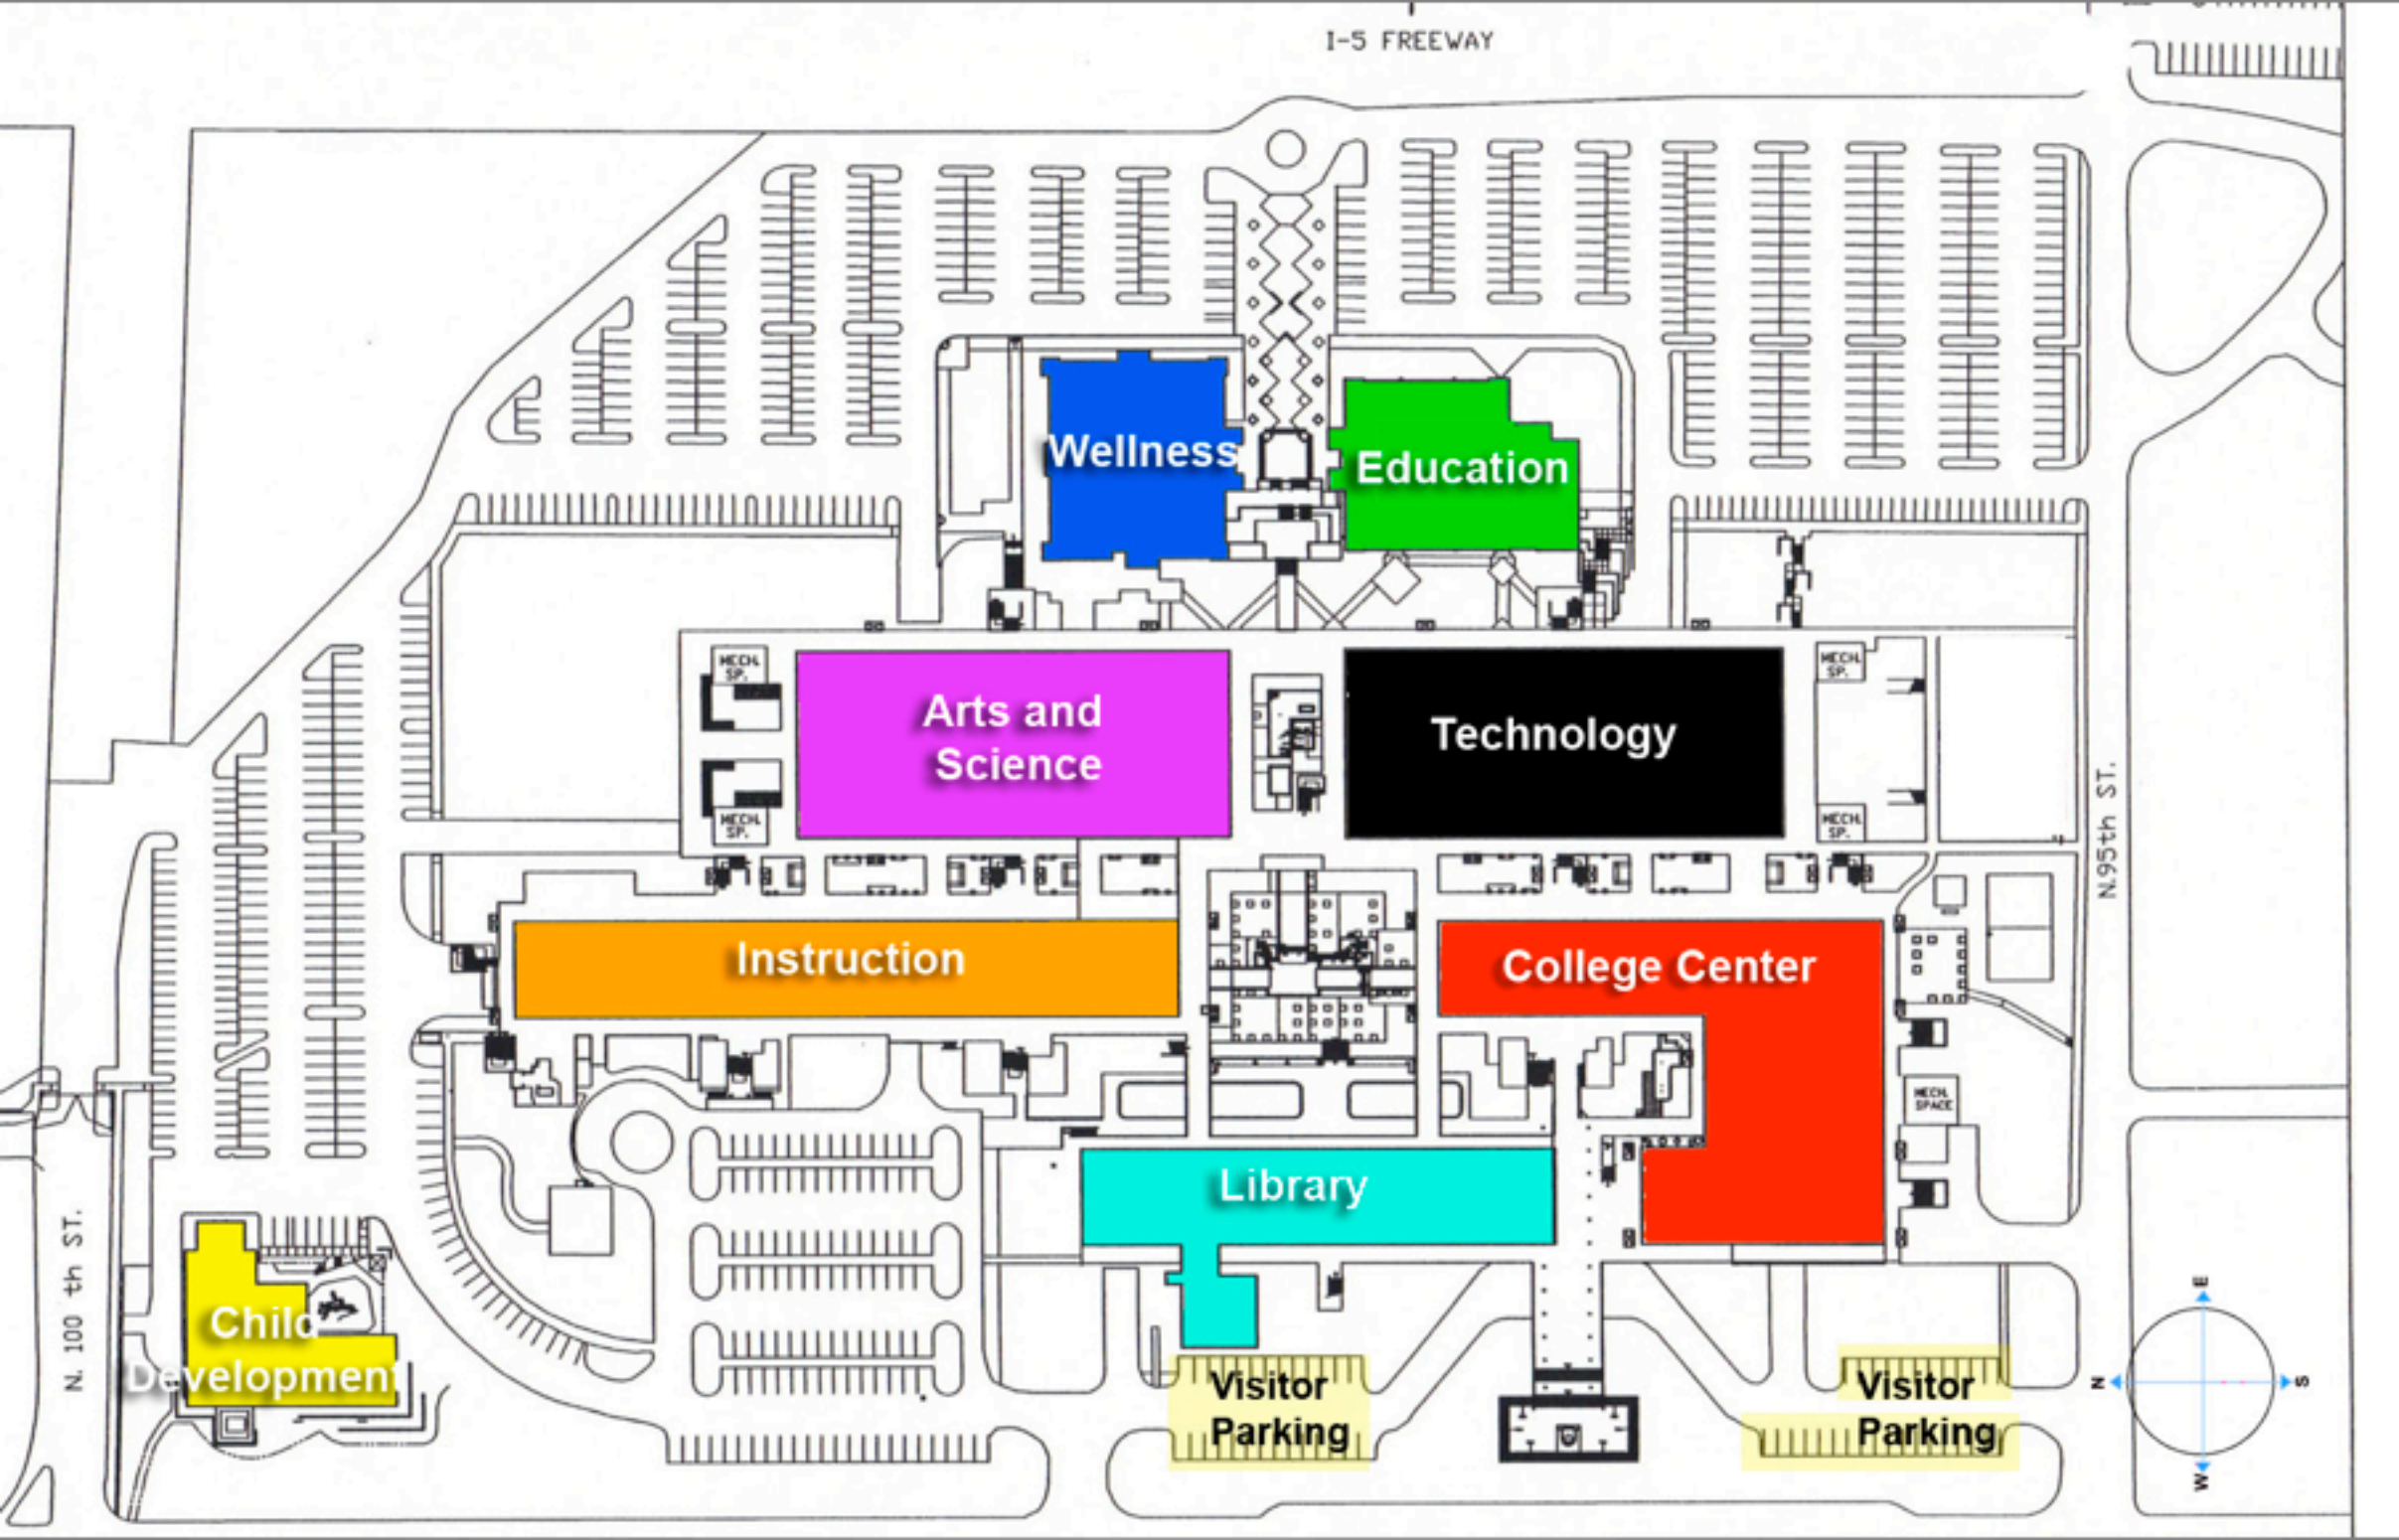 I-5 FREEWAY
Wellness
Education
MECH.
SP.
Arts and
Science
Technology
MECH.
SP.
MECH.
SP.
MECH.
SP.
N.95th ST.
Instruction
College Center
MECH.
SPACE
Library
N. 100 th ST.
Child
Development
Visitor
Parking
Visitor
Parking
E
N
S
W